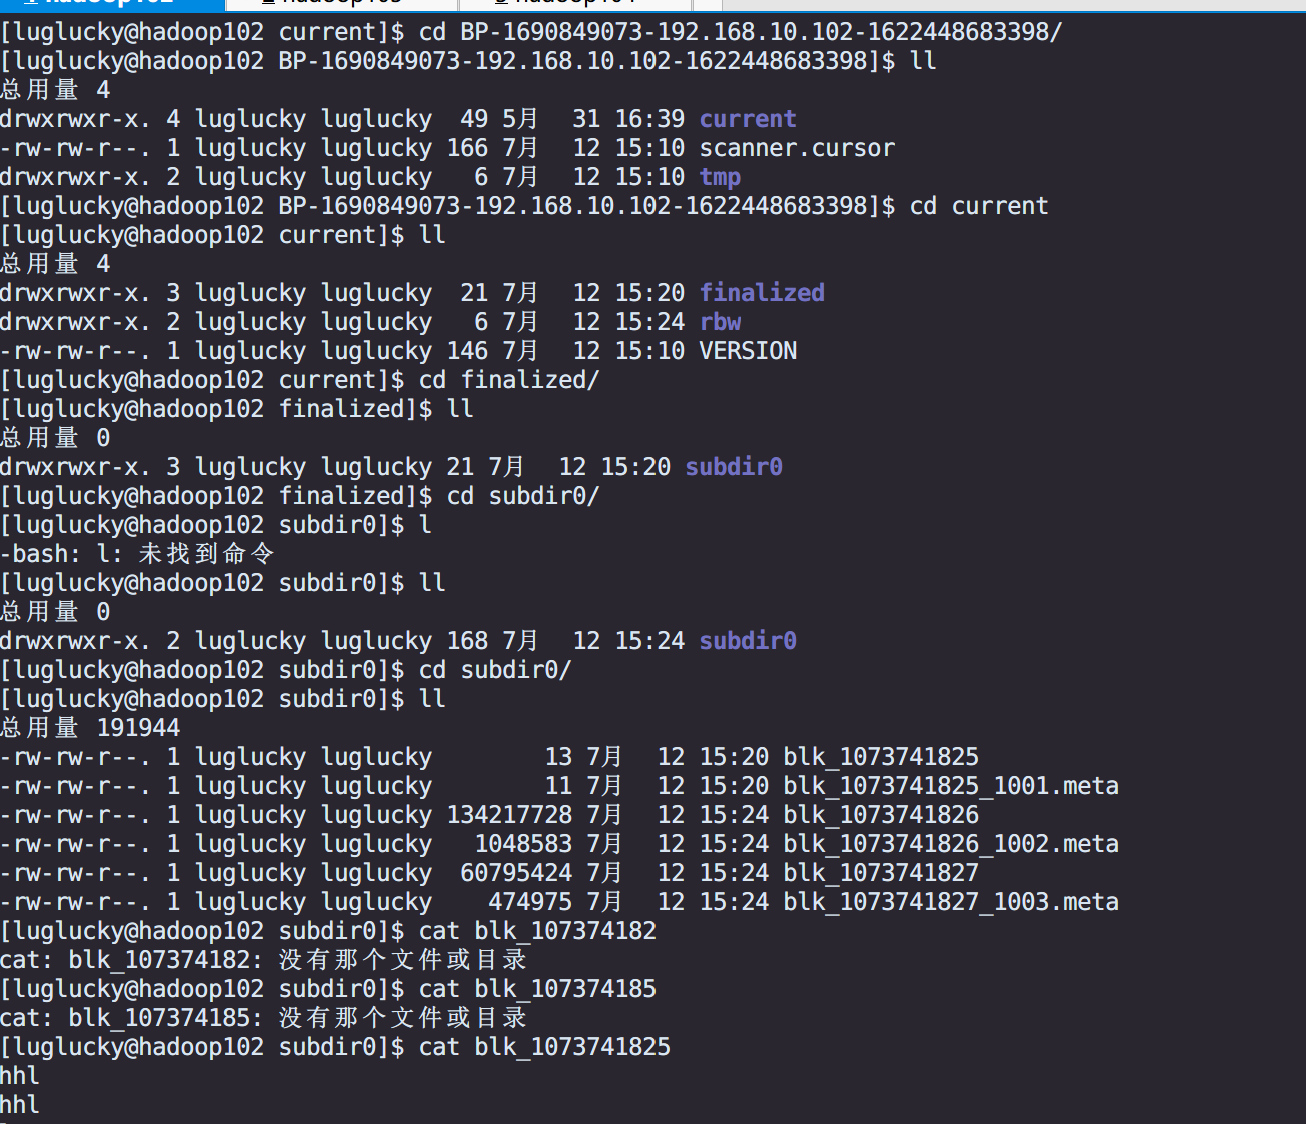 [luglucky@hadoop102 current]$ cd BP-1690849073-192.168.10.102-1622448683398/
[luglucky@hadoop102 BP-1690849073-192.168.10.102-1622448683398]$ ll
总用量 4
drwxrwxr-x. 4 luglucky luglucky  49 5月  31 16:39 current
-rw-rw-r--. 1 luglucky luglucky 166 7月  12 15:10 scanner.cursor
drwxrwxr-x. 2 luglucky luglucky   6 7月  12 15:10 tmp
[luglucky@hadoop102 BP-1690849073-192.168.10.102-1622448683398]$ cd current
[luglucky@hadoop102 current]$ ll
总用量 4
drwxrwxr-x. 3 luglucky luglucky  21 7月  12 15:20 finalized
drwxrwxr-x. 2 luglucky luglucky   6 7月  12 15:24 rbw
-rw-rw-r--. 1 luglucky luglucky 146 7月  12 15:10 VERSION
[luglucky@hadoop102 current]$ cd finalized/
[luglucky@hadoop102 finalized]$ ll
总用量 0
drwxrwxr-x. 3 luglucky luglucky 21 7月  12 15:20 subdir0
[luglucky@hadoop102 finalized]$ cd subdir0/
[luglucky@hadoop102 subdir0]$ l
-bash: l: 未找到命令
[luglucky@hadoop102 subdir0]$ ll
总用量 0
drwxrwxr-x. 2 luglucky luglucky 168 7月  12 15:24 subdir0
[luglucky@hadoop102 subdir0]$ cd subdir0/
[luglucky@hadoop102 subdir0]$ ll
总用量 191944
-rw-rw-r--. 1 luglucky luglucky        13 7月  12 15:20 blk_1073741825
-rw-rw-r--. 1 luglucky luglucky        11 7月  12 15:20 blk_1073741825_1001.meta
-rw-rw-r--. 1 luglucky luglucky 134217728 7月  12 15:24 blk_1073741826
-rw-rw-r--. 1 luglucky luglucky   1048583 7月  12 15:24 blk_1073741826_1002.meta
-rw-rw-r--. 1 luglucky luglucky  60795424 7月  12 15:24 blk_1073741827
-rw-rw-r--. 1 luglucky luglucky    474975 7月  12 15:24 blk_1073741827_1003.meta
[luglucky@hadoop102 subdir0]$ cat blk_107374182
cat: blk_107374182: 没有那个文件或目录
[luglucky@hadoop102 subdir0]$ cat blk_107374185
cat: blk_107374185: 没有那个文件或目录
[luglucky@hadoop102 subdir0]$ cat blk_1073741825
hhl
hhl